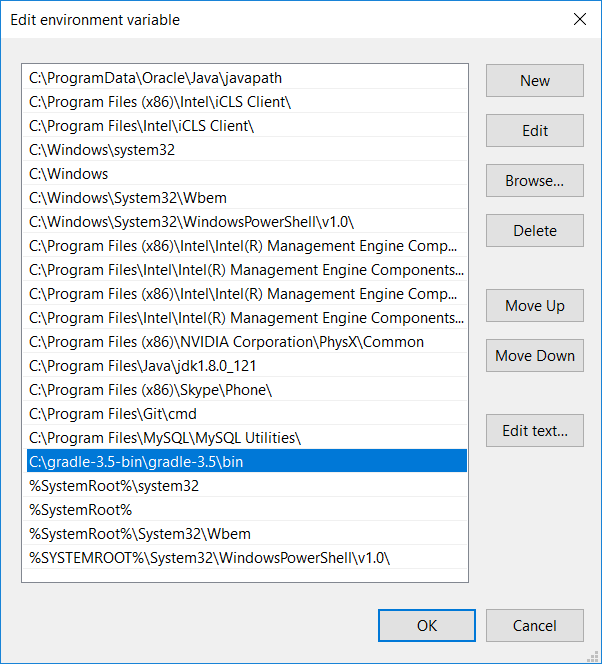 Edit environment variable
C:\ProgramData\Oracle\Java\javapath
C:\Program Files (x86)\Intel\iCLS Client\
C:\Program Files\Intel\iCLS Client\
C:\Windows\system32
C:\Windows
C:\Windows\System32\Wbem
C:\Windows\System32\WindowsPowerShell\v1.0\
C:\Program Files (x86)\Intel\Intel(R) Management Engine Comp...
C:\Program Files\Intel\Intel(R) Management Engine Components...
C:\Program Files (x86)\Intel\Intel(R) Management Engine Comp...
C:\Program Files\Intel\Intel(R) Management Engine Components...
C:\Program Files (x86)\NVIDIA Corporation\PhysX\Common
C:\Program Files\Java\jdk1.8.0_121
C:\Program Files (x86)\Skype\Phone\
C:\Program Files\Git\cmd
C:\Program Files\MySQL\MySQL Utilities\
C:\gradle-3.5-bin\gradle-3.5\bin
%SystemRoot%\system32
%SystemRoot%
%SystemRoot%\System32\Wbem
%SYSTEMROOT%\System32\WindowsPowerShell\v1.0\
New
Edit
Browse...
Delete
Move Up
Move Down
Edit text...
OK
Cancel